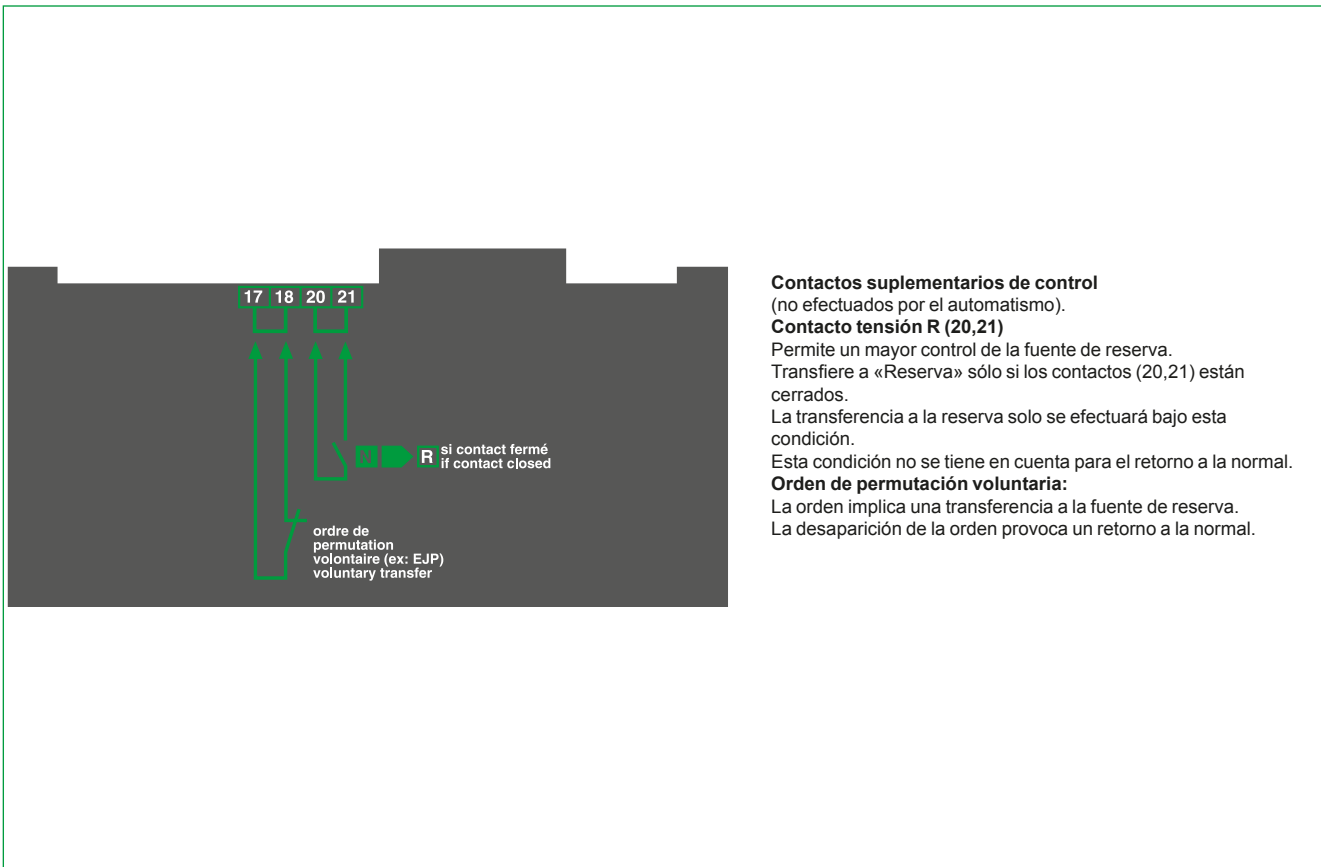 17 18 20 21
N R si contact fermé
if contact closed
ordre de
permutation
volontaire (ex: EJP)
voluntary transfer
Contactos suplementarios de control
(no efectuados por el automatismo).
Contacto tensión R (20,21)
Permite un mayor control de la fuente de reserva.
Transfiere a «Reserva» sólo si los contactos (20,21) están
cerrados.
La transferencia a la reserva solo se efectuará bajo esta
condición.
Esta condición no se tiene en cuenta para el retorno a la normal.
Orden de permutación voluntaria:
La orden implica una transferencia a la fuente de reserva.
La desaparición de la orden provoca un retorno a la normal.